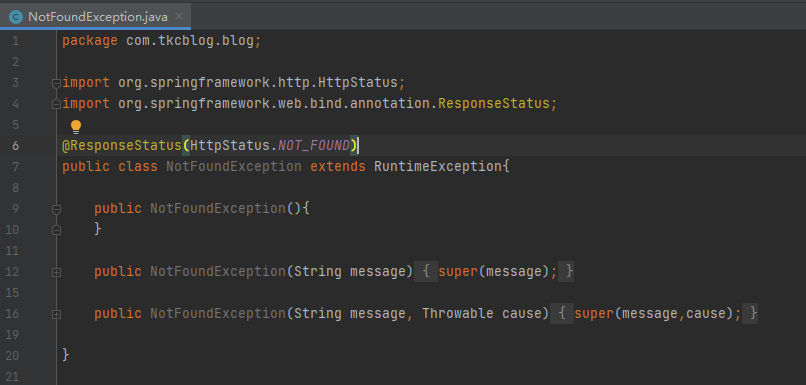 NotFoundException.java
1 package com.tkcblog.blog;
2
3 import org.springframework.http.HttpStatus;
4 import org.springframework.web.bind.annotation.ResponseStatus;
5
6 @ResponseStatus(HttpStatus.NOT_FOUND)
7 public class NotFoundException extends RuntimeException{
8
9 public NotFoundException(){
10 }
11
12 public NotFoundException(String message) { super(message); }
15
16 public NotFoundException(String message, Throwable cause) { super(message,cause); }
19
20 }
21